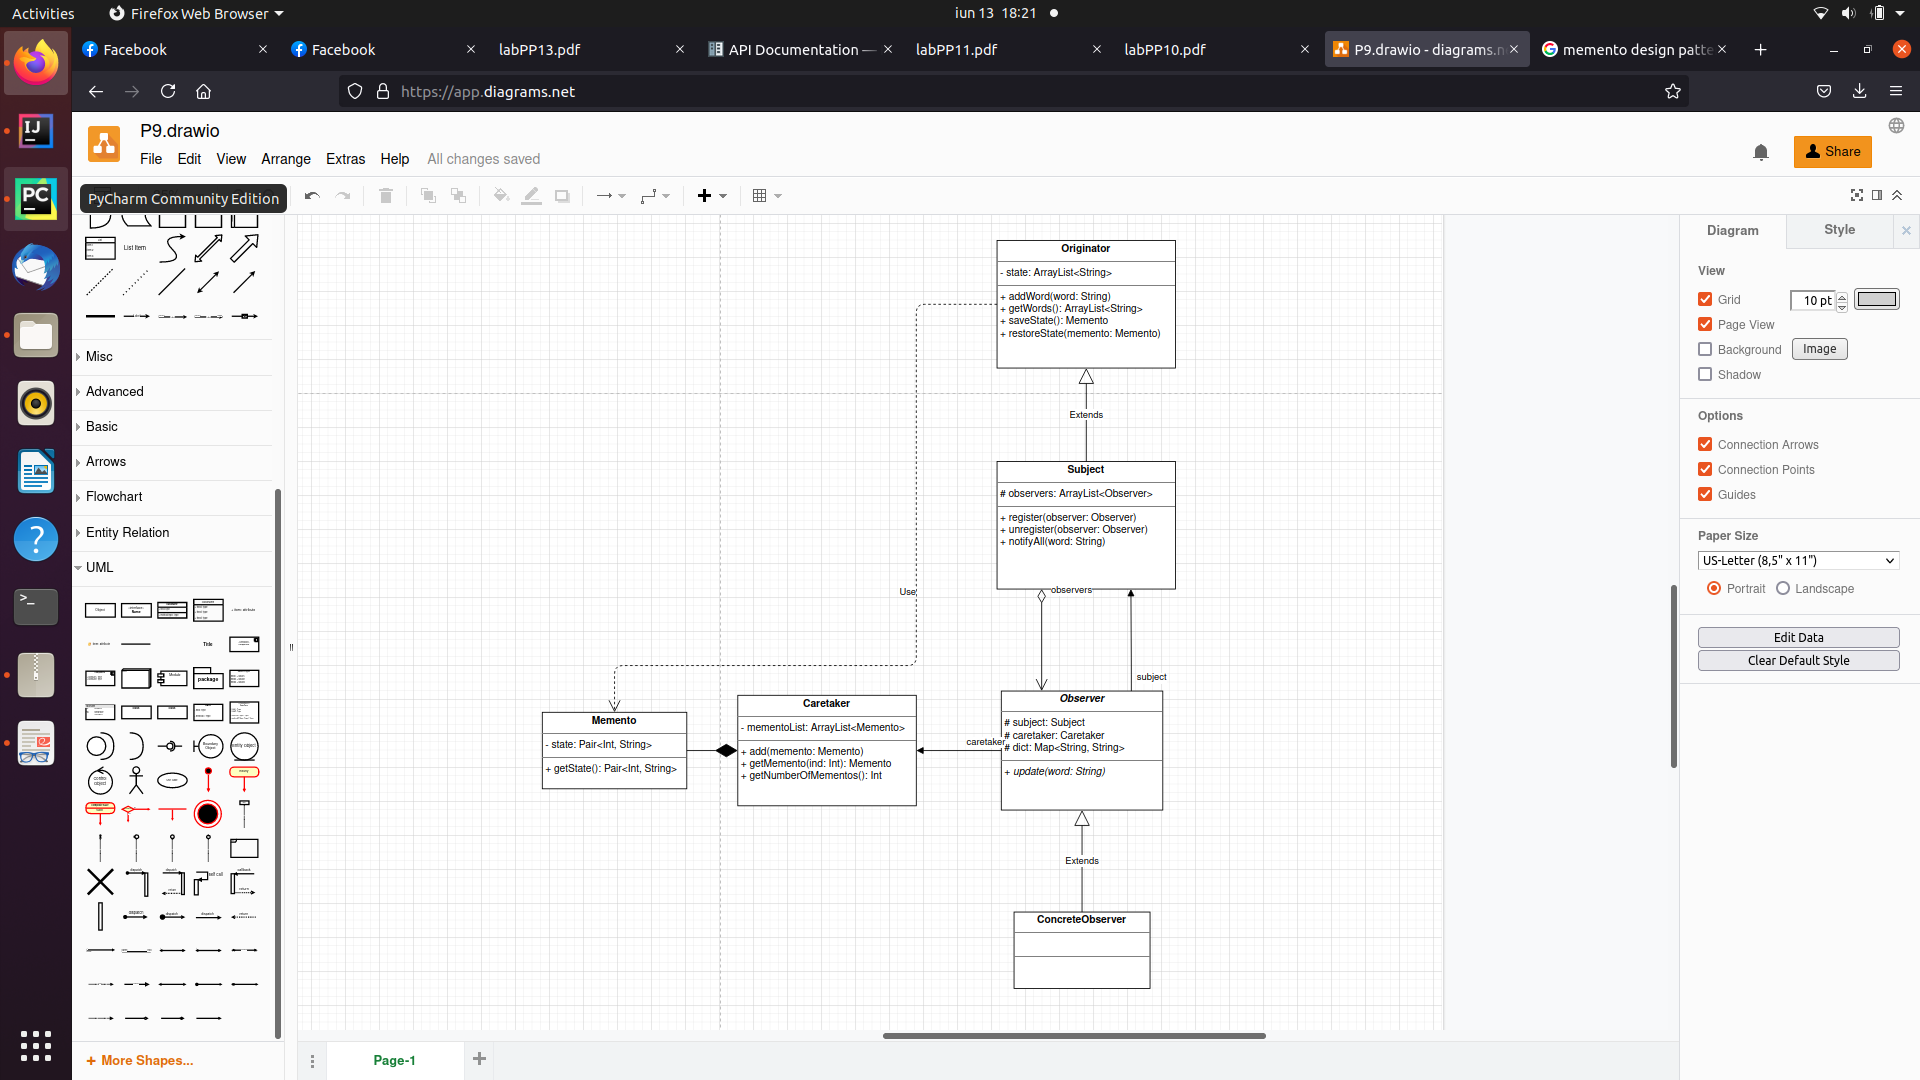 Activities
Firefox Web Browser
iun 13 18:21
Facebook
Facebook
labPP13.pdf
API Documentation —
labPP11.pdf
labPP10.pdf
P9.drawio - diagrams.n
memento design patte
https://app.diagrams.net
P9.drawio
File
Edit
View
Arrange
Extras
Help
All changes saved
Share
PyCharm Community Edition
List Item
Misc
Advanced
Basic
Arrows
Flowchart
Entity Relation
UML
Object
Name
Title
Module
package
More Shapes...
Originator
- state: ArrayList<String>
+ addWord(word: String)
+ getWords(): ArrayList<String>
+ saveState(): Memento
+ restoreState(memento: Memento)
Extends
Subject
# observers: ArrayList<Observer>
+ register(observer: Observer)
+ unregister(observer: Observer)
+ notifyAll(word: String)
observers
Use
subject
Memento
- state: Pair<Int, String>
+ getState(): Pair<Int, String>
Caretaker
- mementoList: ArrayList<Memento>
+ add(memento: Memento)
+ getMemento(ind: Int): Memento
+ getNumberOfMementos(): Int
caretaker
Observer
# subject: Subject
# caretaker: Caretaker
# dict: Map<String, String>
+ update(word: String)
Extends
ConcreteObserver
Page-1
Diagram
Style
View
Grid
10 pt
Page View
Background
Image
Shadow
Options
Connection Arrows
Connection Points
Guides
Paper Size
US-Letter (8,5" x 11")
Portrait
Landscape
Edit Data
Clear Default Style